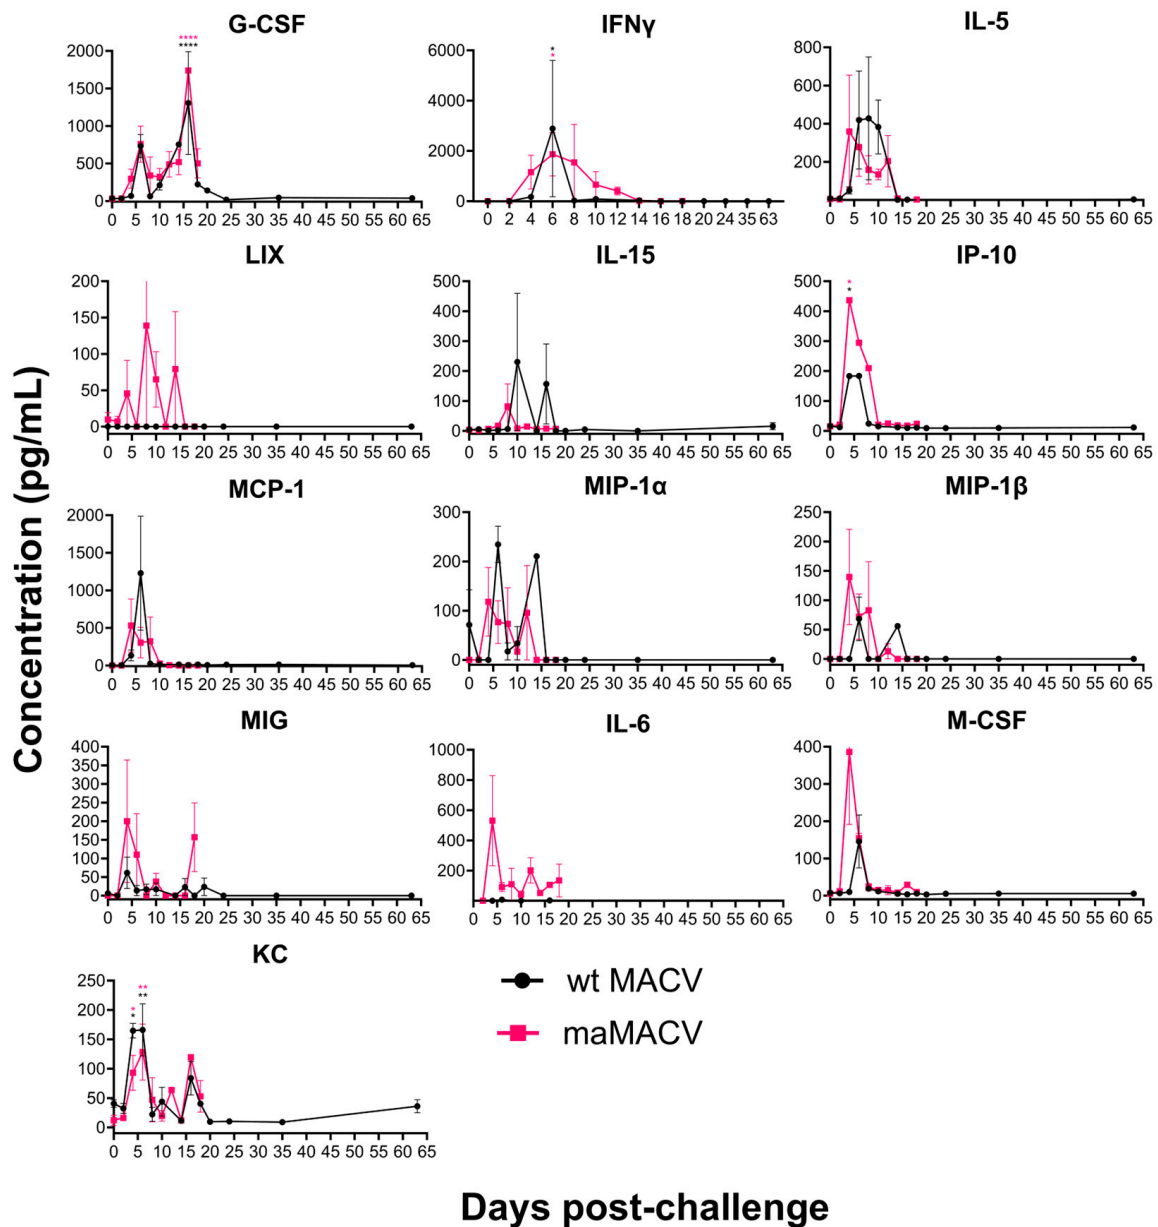 Concentration (pg/mL)
G-CSF
****
****
2000
1500
1000
500
0
0 5 10 15 20 25 30 35 40 45 50 55 60 65
IFNγ
*
*
6000
4000
2000
0
0 2 4 6 8 10 12 14 16 18 20 24 35 63
IL-5
800
600
400
200
0
0 5 10 15 20 25 30 35 40 45 50 55 60 65
LIX
200
150
100
50
0
0 5 10 15 20 25 30 35 40 45 50 55 60 65
IL-15
500
400
300
200
100
0
0 5 10 15 20 25 30 35 40 45 50 55 60 65
IP-10
*
*
500
400
300
200
100
0
0 5 10 15 20 25 30 35 40 45 50 55 60 65
MCP-1
2000
1500
1000
500
0
0 5 10 15 20 25 30 35 40 45 50 55 60 65
MIP-1α
300
200
100
0
0 5 10 15 20 25 30 35 40 45 50 55 60 65
MIP-1β
250
200
150
100
50
0
0 5 10 15 20 25 30 35 40 45 50 55 60 65
MIG
400
350
300
250
200
150
100
50
0
0 5 10 15 20 25 30 35 40 45 50 55 60 65
IL-6
1000
800
600
400
200
0
0 5 10 15 20 25 30 35 40 45 50 55 60 65
M-CSF
400
300
200
100
0
0 5 10 15 20 25 30 35 40 45 50 55 60 65
KC
*
*
**
**
250
200
150
100
50
0
0 5 10 15 20 25 30 35 40 45 50 55 60 65
wt MACV
maMACV
Days post-challenge